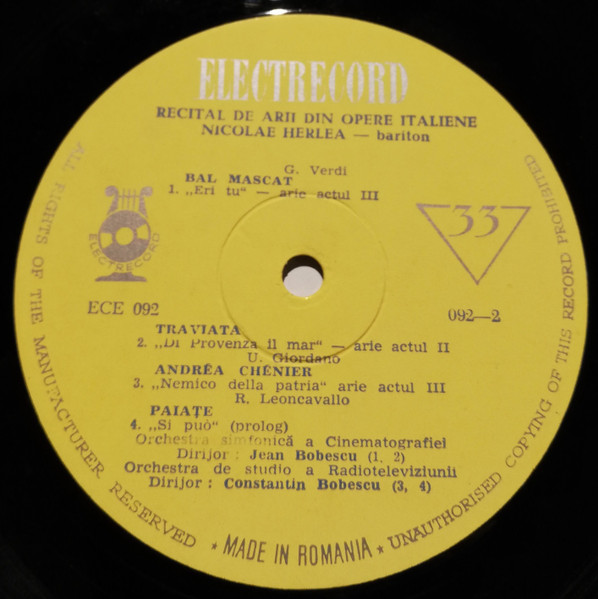 ELECTRECORD
RECITAL DE ARII DIN OPERE ITALIENE
NICOLAE HERLEA — bariton
G. Verdi
BAL MASCAT
1. „Eri tu“ — arie actul III
ELECTRECORD
33
ECE 092
092—2
TRAVIATA
2. „Di Provenza il mar“ — arie actul II
U. Giordano
ANDRÊA CHÉNIER
3. „Nemico della patria“ arie actul III
R. Leoncavallo
PAIAȚE
4. „Si può“ (prolog)
Orchestra simfonică a Cinematografiei
Dirijor : Jean Bobescu (1, 2)
Orchestra de studio a Radioteleviziunii
Dirijor : Constantin Bobescu (3, 4)
ALL RIGHTS OF THE MANUFACTURER RESERVED ★ MADE IN ROMANIA ★ UNAUTHORISED COPYING OF THIS RECORD PROHIBITED